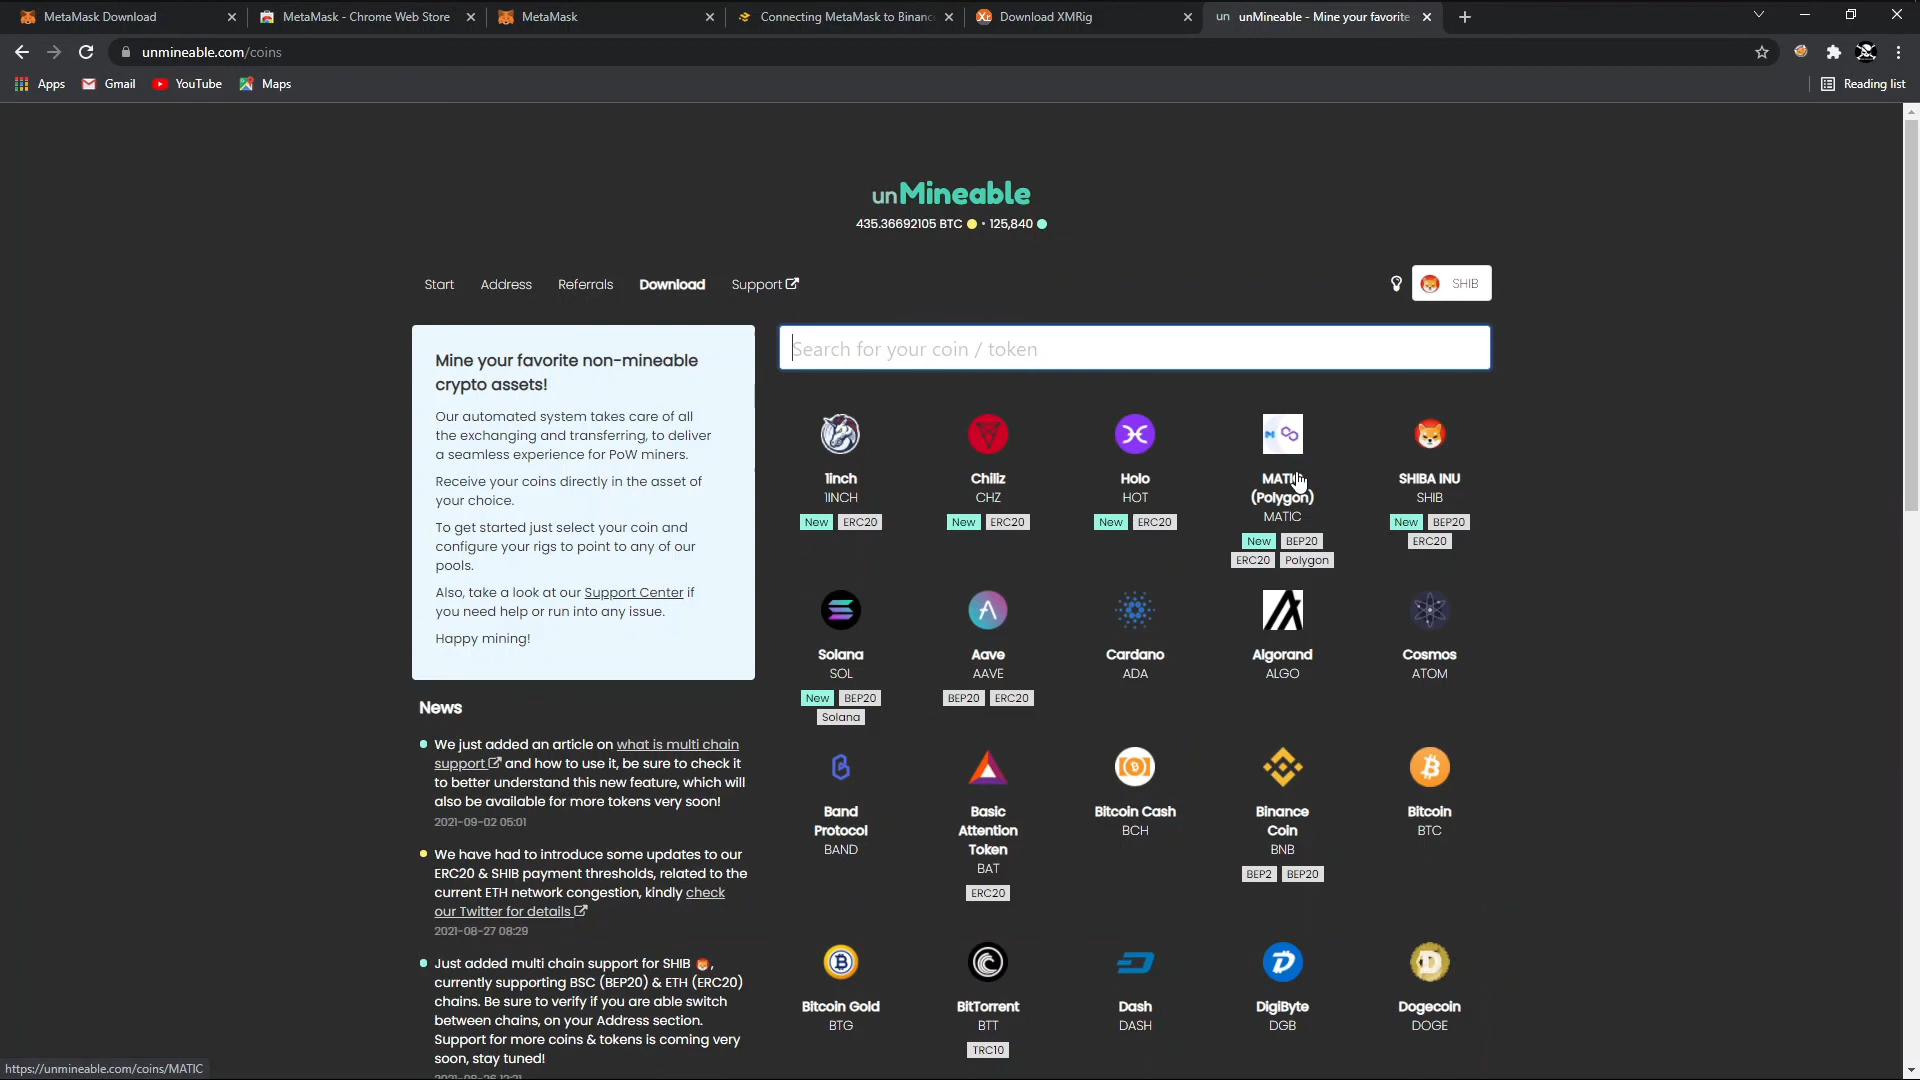 MetaMask Download
MetaMask - Chrome Web Store
MetaMask
Connecting MetaMask to Binanc
Download XMRig
un unMineable - Mine your favorite
unmineable.com/coins
Apps
Gmail
YouTube
Maps
Reading list
unMineable
435.36692105 BTC • 125,840
Start
Address
Referrals
Download
Support
SHIB
Mine your favorite non-mineable
crypto assets!
Our automated system takes care of all
the exchanging and transferring, to deliver
a seamless experience for PoW miners.
Receive your coins directly in the asset of
your choice.
To get started just select your coin and
configure your rigs to point to any of our
pools.
Also, take a look at our Support Center if
you need help or run into any issue.
Happy mining!
News
We just added an article on what is multi chain
support and how to use it, be sure to check it
to better understand this new feature, which will
also be available for more tokens very soon!
2021-09-02 05:01
We have had to introduce some updates to our
ERC20 & SHIB payment thresholds, related to the
current ETH network congestion, kindly check
our Twitter for details
2021-08-27 08:29
Just added multi chain support for SHIB ,
currently supporting BSC (BEP20) & ETH (ERC20)
chains. Be sure to verify if you are able switch
between chains, on your Address section.
Support for more coins & tokens is coming very
soon, stay tuned!
Search for your coin / token
1inch
1INCH
New ERC20
Chiliz
CHZ
New ERC20
Holo
HOT
New ERC20
MATIC
(Polygon)
MATIC
New BEP20
ERC20 Polygon
SHIBA INU
SHIB
New BEP20
ERC20
Solana
SOL
New BEP20
Solana
Aave
AAVE
BEP20 ERC20
Cardano
ADA
Algorand
ALGO
Cosmos
ATOM
Band
Protocol
BAND
Basic
Attention
Token
BAT
ERC20
Bitcoin Cash
BCH
Binance
Coin
BNB
BEP2 BEP20
Bitcoin
BTC
Bitcoin Gold
BTG
BitTorrent
BTT
TRC10
Dash
DASH
DigiByte
DGB
Dogecoin
DOGE
https://unmineable.com/coins/MATIC